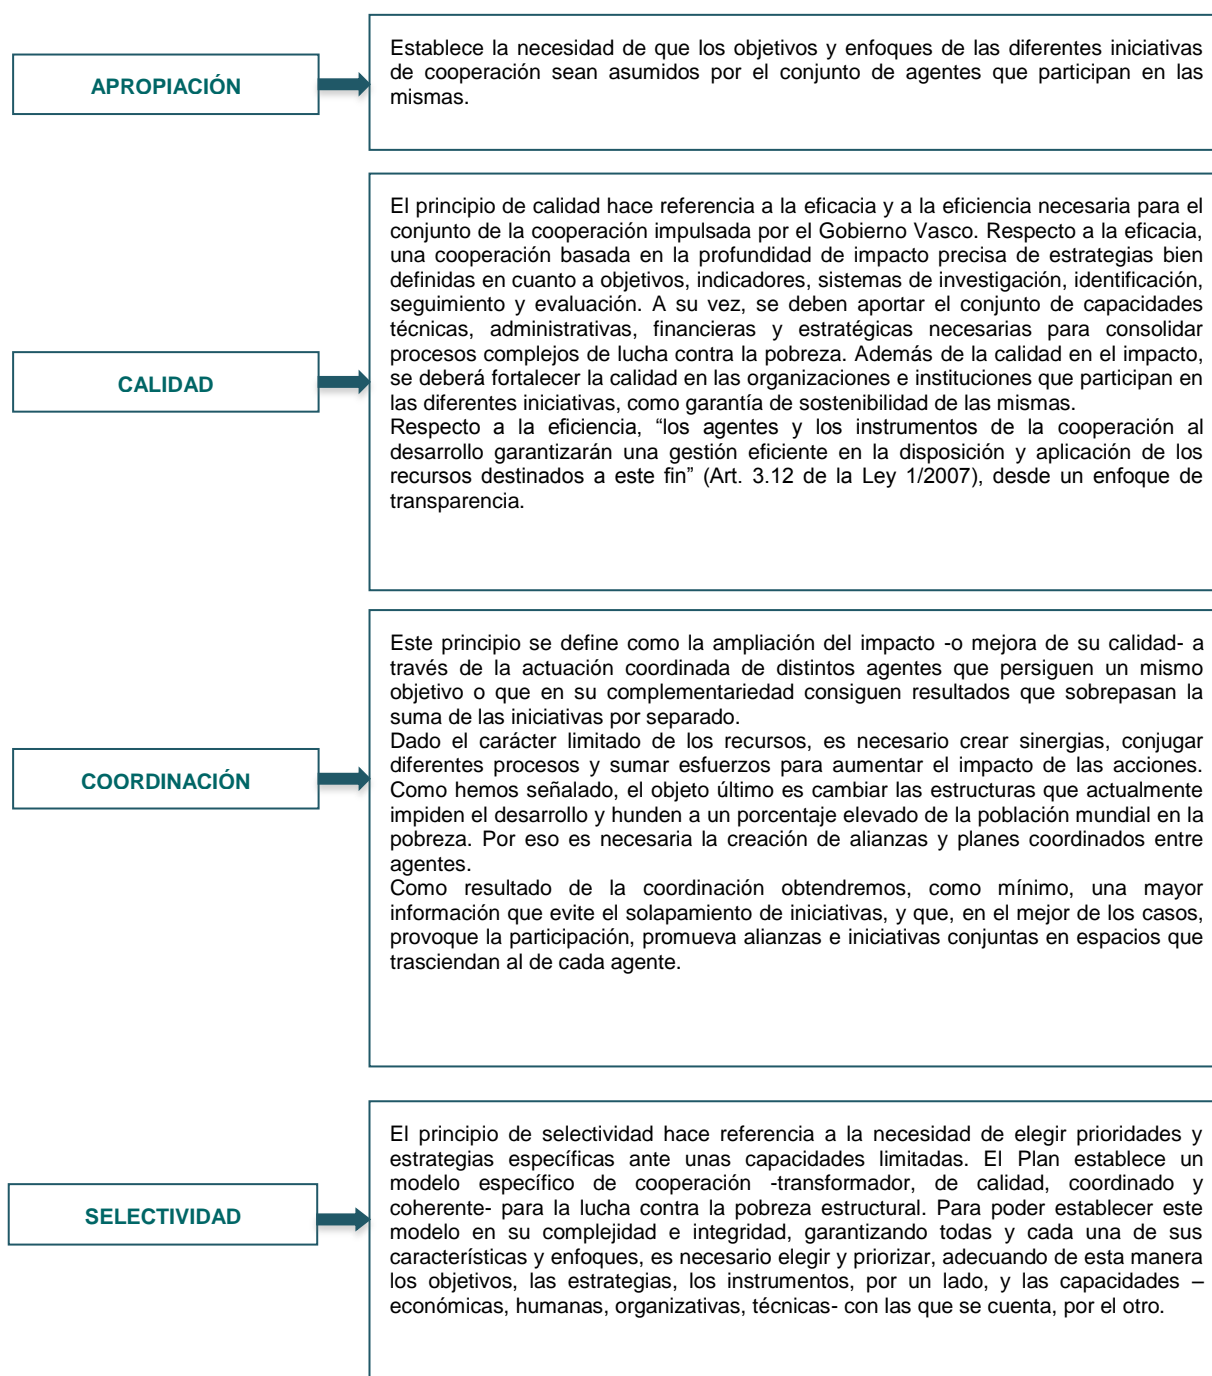 APROPIACIÓN
Establece la necesidad de que los objetivos y enfoques de las diferentes iniciativas
de cooperación sean asumidos por el conjunto de agentes que participan en las
mismas.
CALIDAD
El principio de calidad hace referencia a la eficacia y a la eficiencia necesaria para el
conjunto de la cooperación impulsada por el Gobierno Vasco. Respecto a la eficacia,
una cooperación basada en la profundidad de impacto precisa de estrategias bien
definidas en cuanto a objetivos, indicadores, sistemas de investigación, identificación,
seguimiento y evaluación. A su vez, se deben aportar el conjunto de capacidades
técnicas, administrativas, financieras y estratégicas necesarias para consolidar
procesos complejos de lucha contra la pobreza. Además de la calidad en el impacto,
se deberá fortalecer la calidad en las organizaciones e instituciones que participan en
las diferentes iniciativas, como garantía de sostenibilidad de las mismas.
Respecto a la eficiencia, “los agentes y los instrumentos de la cooperación al
desarrollo garantizarán una gestión eficiente en la disposición y aplicación de los
recursos destinados a este fin” (Art. 3.12 de la Ley 1/2007), desde un enfoque de
transparencia.
COORDINACIÓN
Este principio se define como la ampliación del impacto -o mejora de su calidad- a
través de la actuación coordinada de distintos agentes que persiguen un mismo
objetivo o que en su complementariedad consiguen resultados que sobrepasan la
suma de las iniciativas por separado.
Dado el carácter limitado de los recursos, es necesario crear sinergias, conjugar
diferentes procesos y sumar esfuerzos para aumentar el impacto de las acciones.
Como hemos señalado, el objeto último es cambiar las estructuras que actualmente
impiden el desarrollo y hunden a un porcentaje elevado de la población mundial en la
pobreza. Por eso es necesaria la creación de alianzas y planes coordinados entre
agentes.
Como resultado de la coordinación obtendremos, como mínimo, una mayor
información que evite el solapamiento de iniciativas, y que, en el mejor de los casos,
provoque la participación, promueva alianzas e iniciativas conjuntas en espacios que
trasciendan al de cada agente.
SELECTIVIDAD
El principio de selectividad hace referencia a la necesidad de elegir prioridades y
estrategias específicas ante unas capacidades limitadas. El Plan establece un
modelo específico de cooperación -transformador, de calidad, coordinado y
coherente- para la lucha contra la pobreza estructural. Para poder establecer este
modelo en su complejidad e integridad, garantizando todas y cada una de sus
características y enfoques, es necesario elegir y priorizar, adecuando de esta manera
los objetivos, las estrategias, los instrumentos, por un lado, y las capacidades –
económicas, humanas, organizativas, técnicas- con las que se cuenta, por el otro.